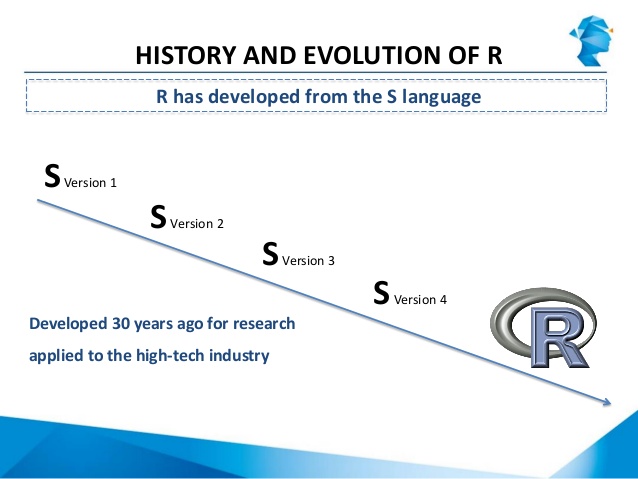 HISTORY AND EVOLUTION OF R
R has developed from the S language
S Version 1
S Version 2
S Version 3
S Version 4
R
Developed 30 years ago for research
applied to the high-tech industry